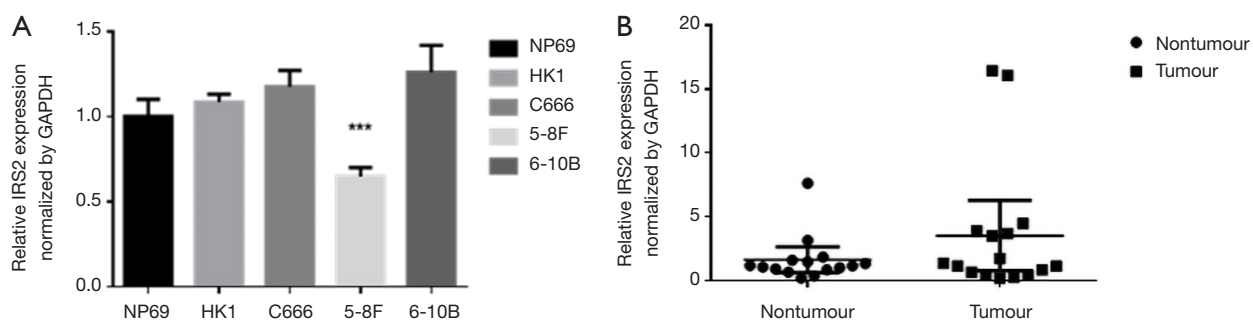 A
Relative IRS2 expression
normalized by GAPDH
1.5
1.0
0.5
0.0
***
NP69
HK1
C666
5-8F
6-10B
NP69
HK1
C666
5-8F
6-10B
B
Relative IRS2 expression
normalized by GAPDH
20
15
10
5
0
Nontumour
Tumour
Nontumour
Tumour